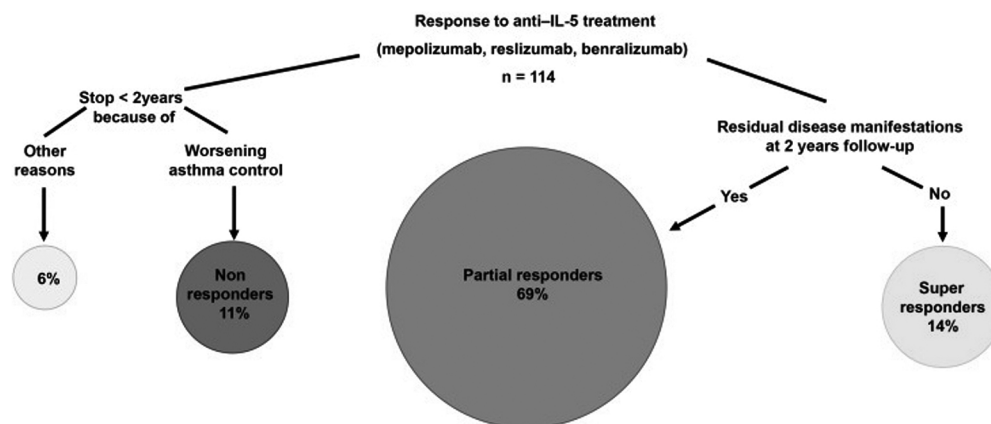 Response to anti–IL-5 treatment
(mepolizumab, reslizumab, benralizumab)
n = 114
Stop < 2years
because of
Other
reasons
Worsening
asthma control
Residual disease manifestations
at 2 years follow-up
Yes
No
6%
Non
responders
11%
Partial responders
69%
Super
responders
14%